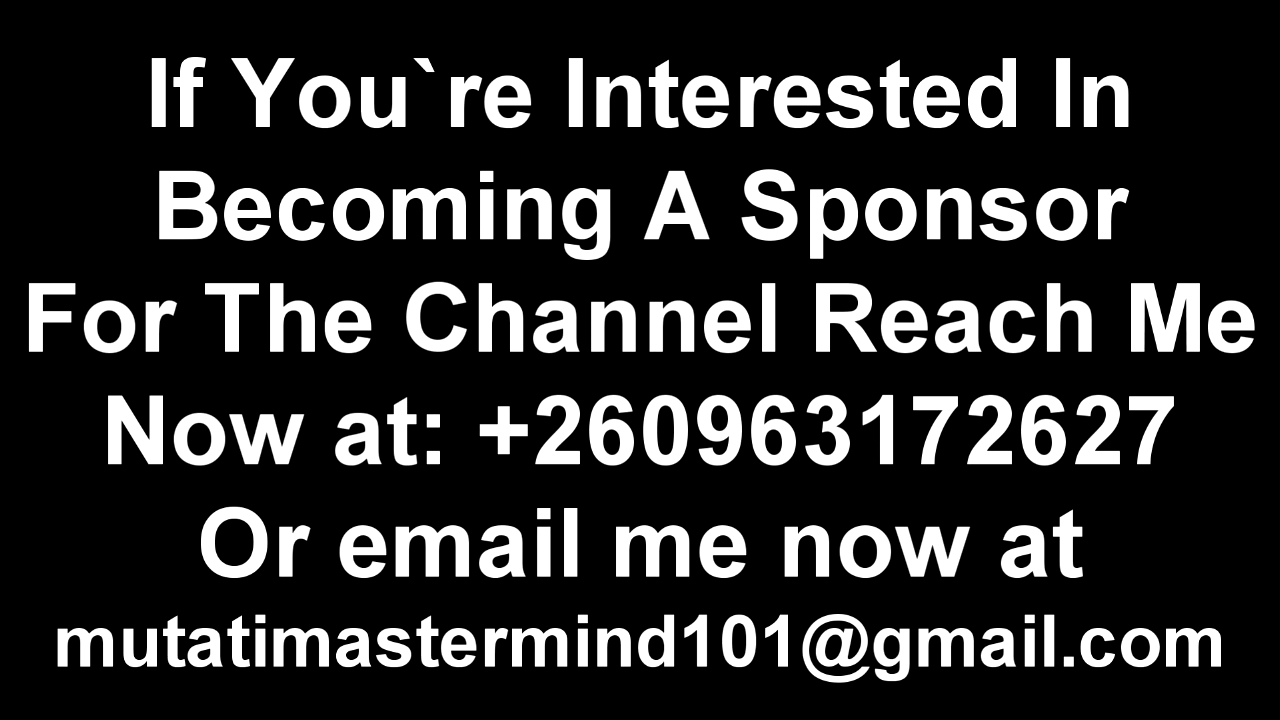 If You`re Interested In
Becoming A Sponsor
For The Channel Reach Me
Now at: +260963172627
Or email me now at
mutatimastermind101@gmail.com